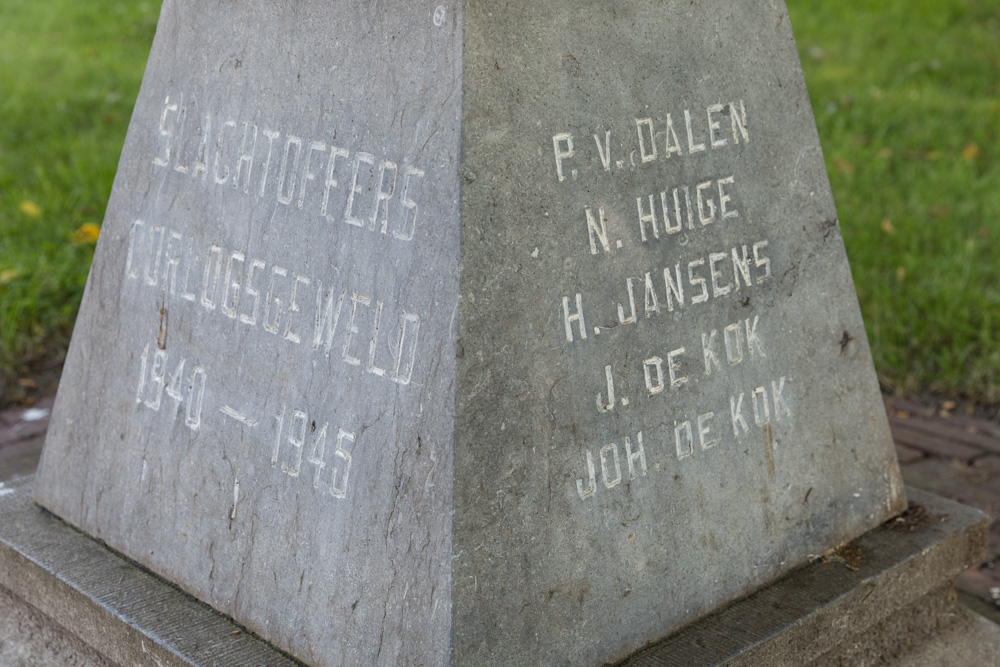 SLACHTOFFERS
OORLOGSGEWELD
1940 — 1945
P. V. DALEN
N. HUIGE
H. JANSENS
J. DE KOK
JOH. DE KOK